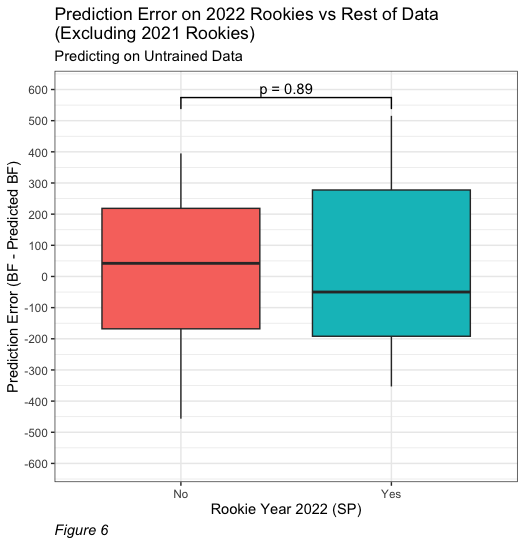 Prediction Error on 2022 Rookies vs Rest of Data
(Excluding 2021 Rookies)
Predicting on Untrained Data
p = 0.89
Prediction Error (BF - Predicted BF)
600
500
400
300
200
100
0
-100
-200
-300
-400
-500
-600
No
Yes
Rookie Year 2022 (SP)
Figure 6